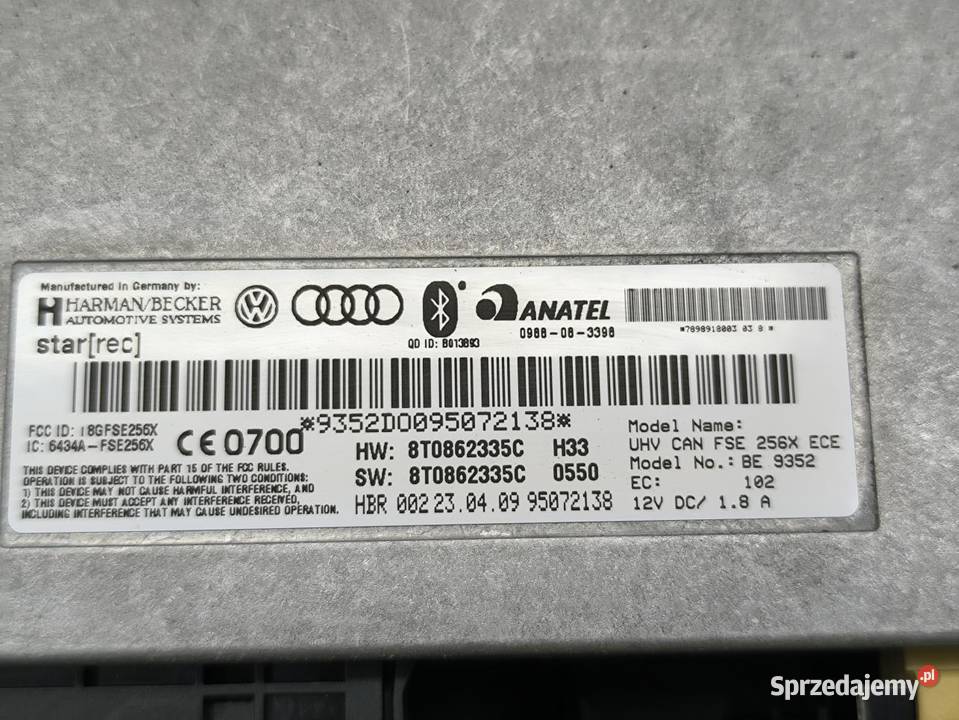 Manufactured in Germany by:
HARMAN/BECKER
AUTOMOTIVE SYSTEMS
star[rec]
QD ID: B013893
ANATEL
0988-08-3398
*7898918003 03 8 *
*9352D0095072138*
FCC ID: I8GFSE256X
IC: 6434A-FSE256X
CE 0700
THIS DEVICE COMPLIES WITH PART 15 OF THE FCC RULES.
OPERATION IS SUBJECT TO THE FOLLOWING TWO CONDITIONS:
1) THIS DEVICE MAY NOT CAUSE HARMFUL INTERFERENCE, AND
2) THIS DEVICE MUST ACCEPT ANY INTERFERENCE RECEIVED,
INCLUDING INTERFERENCE THAT MAY CAUSE UNDESIRED OPERATION.
HW: 8T0862335C H33
SW: 8T0862335C 0550
HBR 002 23.04.09 95072138
Model Name:
UHV CAN FSE 256X ECE
Model No.: BE 9352
EC: 102
12V DC/ 1.8 A
Sprzedajemy.pl